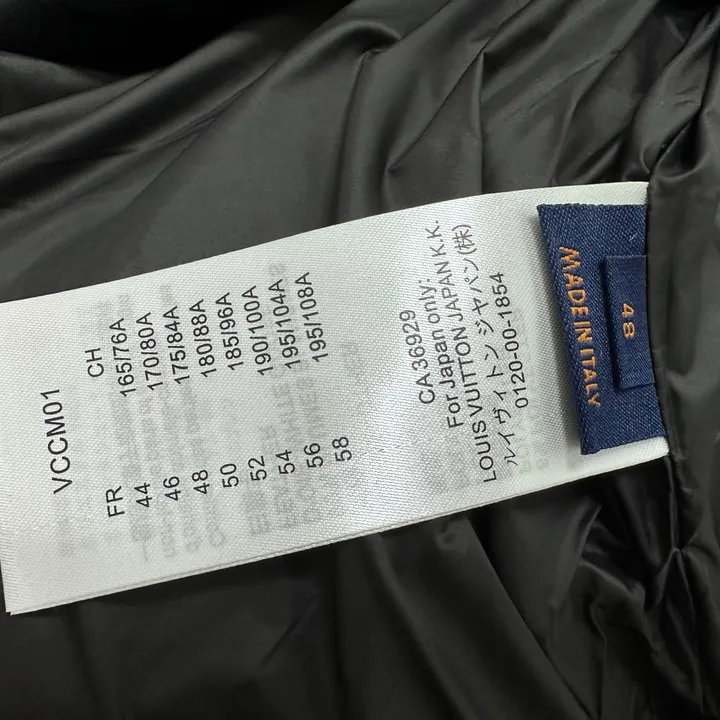 VCCM01
FR CH
44 165/76A
46 170/80A
48 175/84A
50 180/88A
52 185/96A
54 190/100A
56 195/104A
58 195/108A
CA 36929
For Japan only:
LOUIS VUITTON JAPAN K.K.
ルイヴィトン ジャパン(株)
0120-00-1854
MADE IN ITALY
48